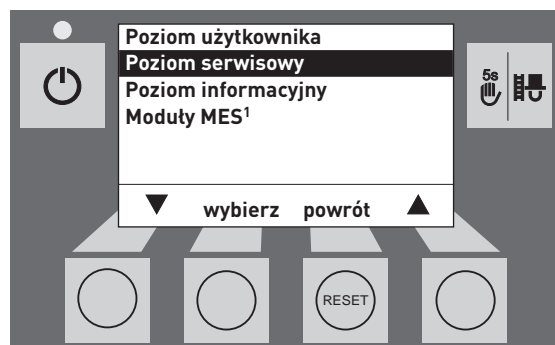 Poziom użytkownika
Poziom serwisowy
Poziom informacyjny
Moduły MES¹
5s
▼ wybierz powrót ▲
RESET